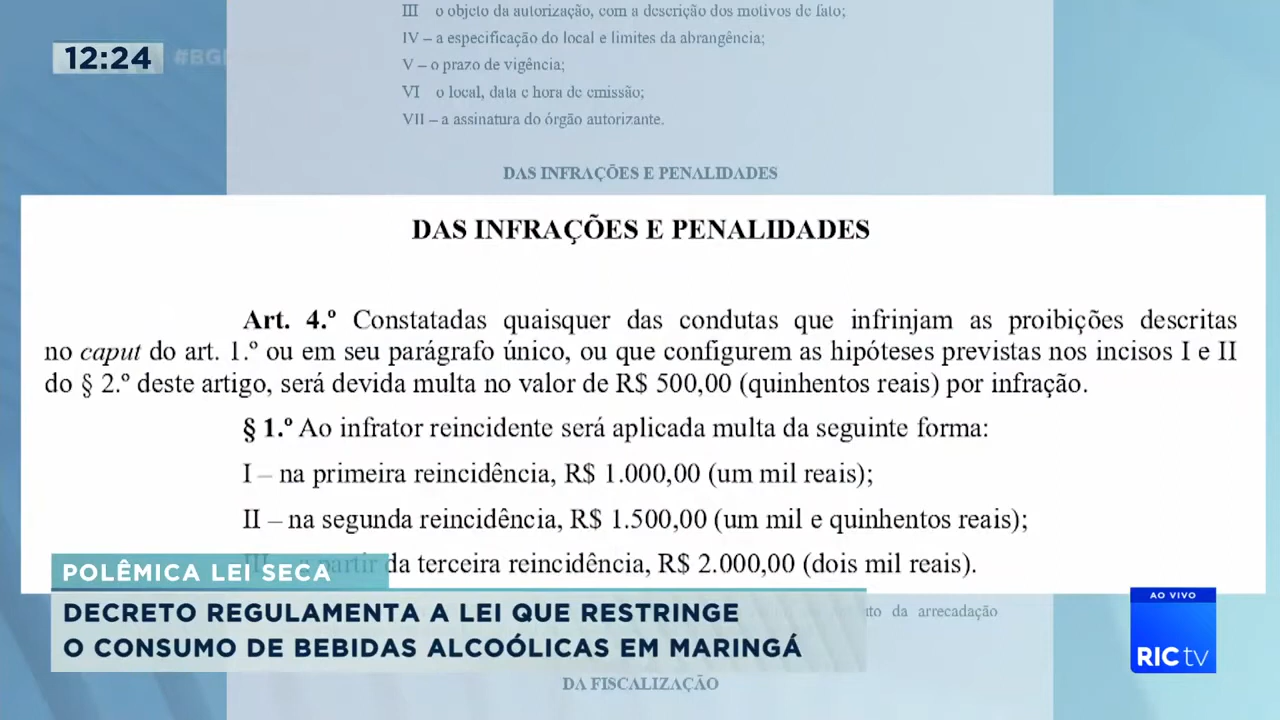 III o objeto da autorização, com a descrição dos motivos de fato;
12:24
#BG
IV – a especificação do local e limites da abrangência;
V – o prazo de vigência;
VI o local, data e hora de emissão;
VII – a assinatura do órgão autorizante.
DAS INFRAÇÕES E PENALIDADES
DAS INFRAÇÕES E PENALIDADES
Art. 4.º Constatadas quaisquer das condutas que infrinjam as proibições descritas
no caput do art. 1.º ou em seu parágrafo único, ou que configurem as hipóteses previstas nos incisos I e II
do § 2.º deste artigo, será devida multa no valor de R$ 500,00 (quinhentos reais) por infração.
§ 1.º Ao infrator reincidente será aplicada multa da seguinte forma:
I – na primeira reincidência, R$ 1.000,00 (um mil reais);
II – na segunda reincidência, R$ 1.500,00 (um mil e quinhentos reais);
III – a partir da terceira reincidência, R$ 2.000,00 (dois mil reais).
POLÊMICA LEI SECA
DECRETO REGULAMENTA A LEI QUE RESTRINGE
O CONSUMO DE BEBIDAS ALCOÓLICAS EM MARINGÁ
da arrecadação
AO VIVO
RIC tv
DA FISCALIZAÇÃO